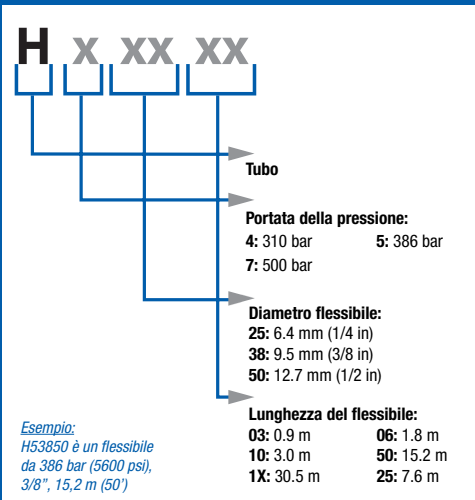 H x xx xx
Tubo
Portata della pressione:
4: 310 bar 5: 386 bar
7: 500 bar
Diametro flessibile:
25: 6.4 mm (1/4 in)
38: 9.5 mm (3/8 in)
50: 12.7 mm (1/2 in)
Lunghezza del flessibile:
03: 0.9 m 06: 1.8 m
10: 3.0 m 50: 15.2 m
1X: 30.5 m 25: 7.6 m
Esempio:
H53850 è un flessibile
da 386 bar (5600 psi),
3/8”, 15,2 m (50’)